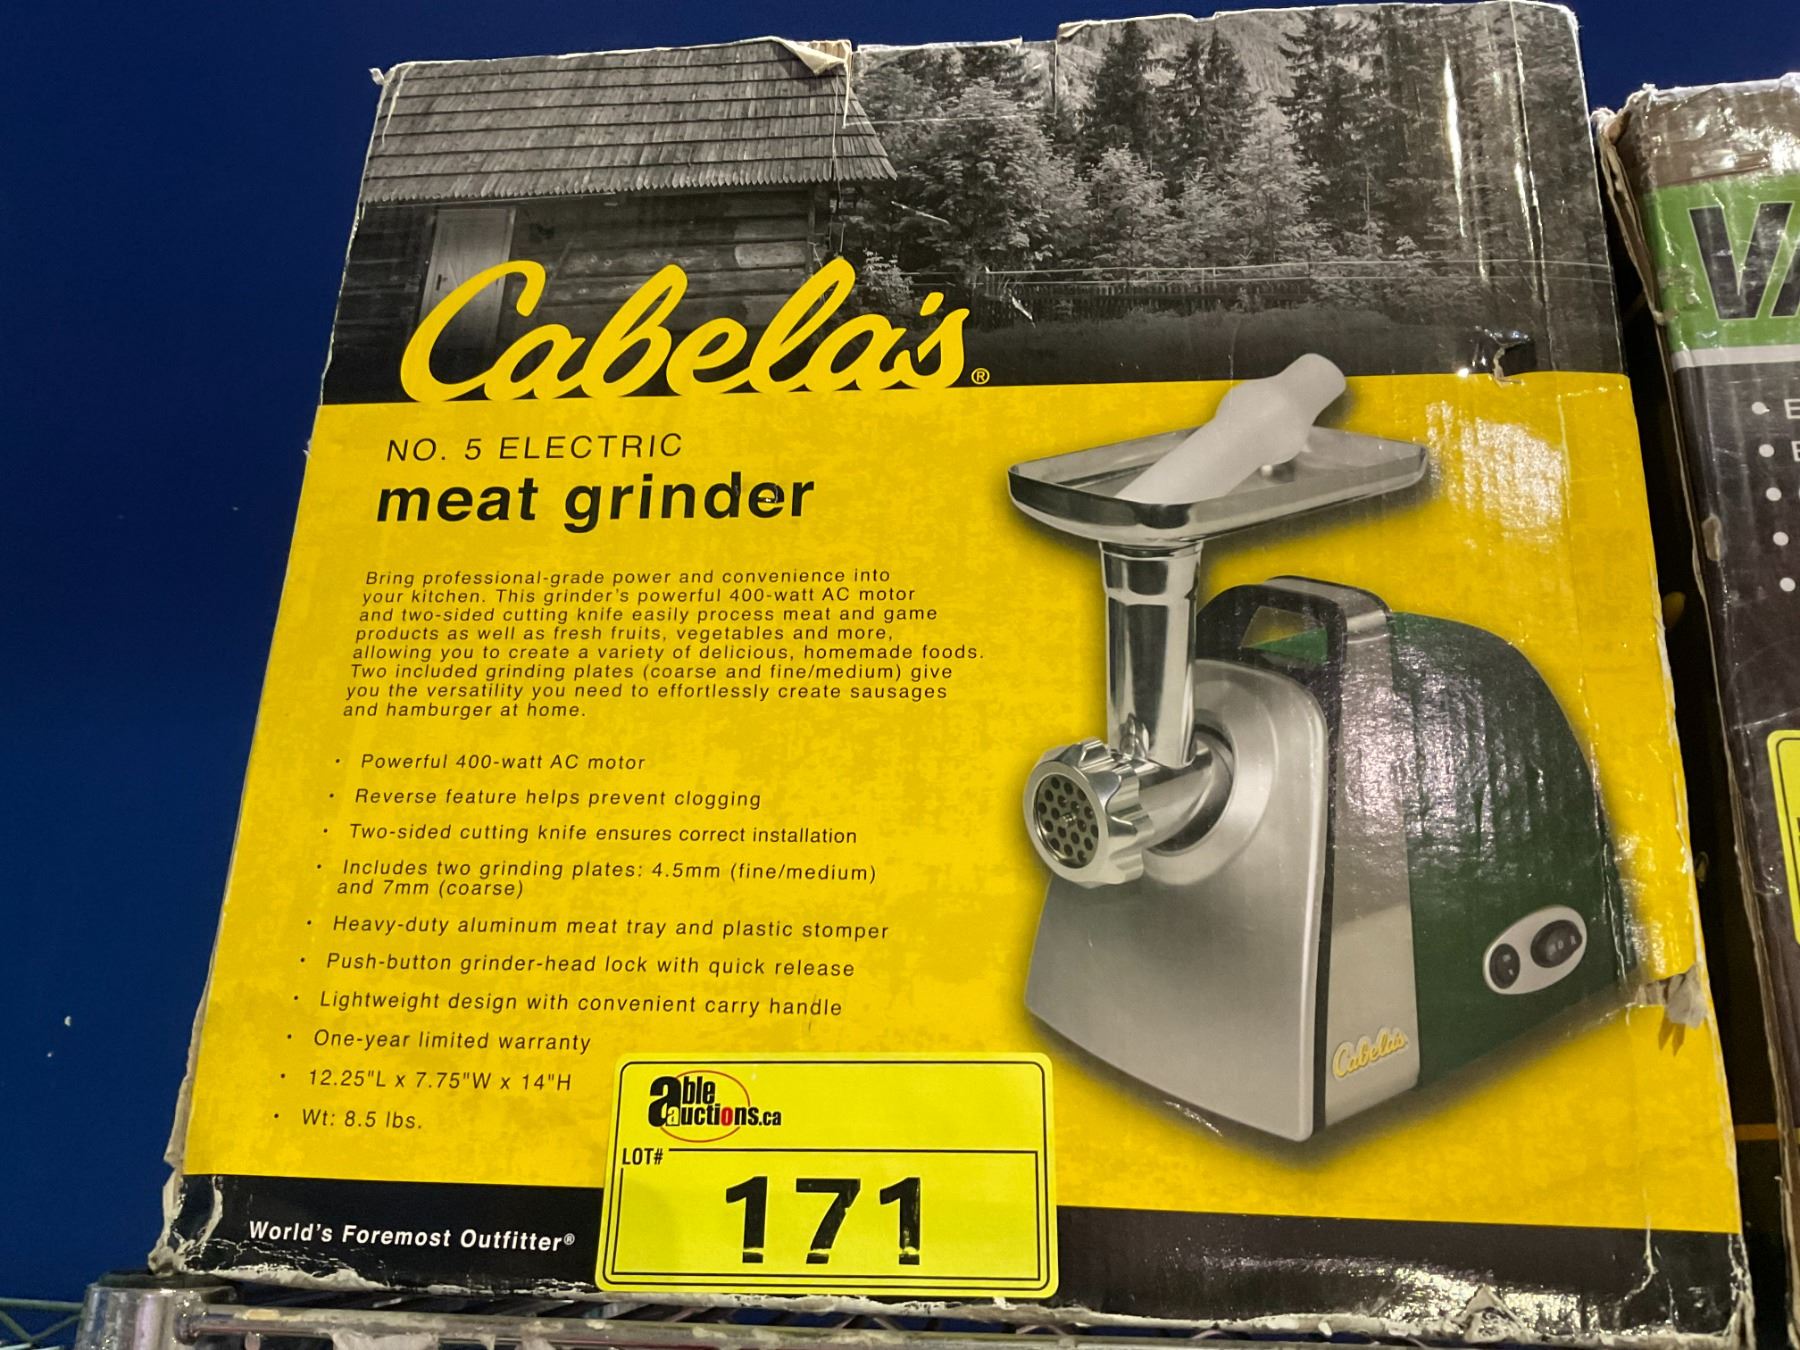 Cabela's®
NO. 5 ELECTRIC
meat grinder
Bring professional-grade power and convenience into
your kitchen. This grinder's powerful 400-watt AC motor
and two-sided cutting knife easily process meat and game
products as well as fresh fruits, vegetables and more,
allowing you to create a variety of delicious, homemade foods.
Two included grinding plates (coarse and fine/medium) give
you the versatility you need to effortlessly create sausages
and hamburger at home.
• Powerful 400-watt AC motor
• Reverse feature helps prevent clogging
• Two-sided cutting knife ensures correct installation
• Includes two grinding plates: 4.5mm (fine/medium)
and 7mm (coarse)
• Heavy-duty aluminum meat tray and plastic stomper
• Push-button grinder-head lock with quick release
• Lightweight design with convenient carry handle
• One-year limited warranty
• 12.25"L x 7.75"W x 14"H
• Wt: 8.5 lbs.
Cabela's
World's Foremost Outfitter®
able
auctions.ca
LOT#
171